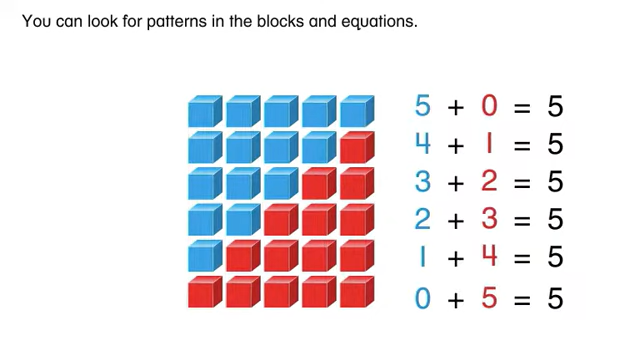 You can look for patterns in the blocks and equations.
5 + 0 = 5
4 + 1 = 5
3 + 2 = 5
2 + 3 = 5
1 + 4 = 5
0 + 5 = 5